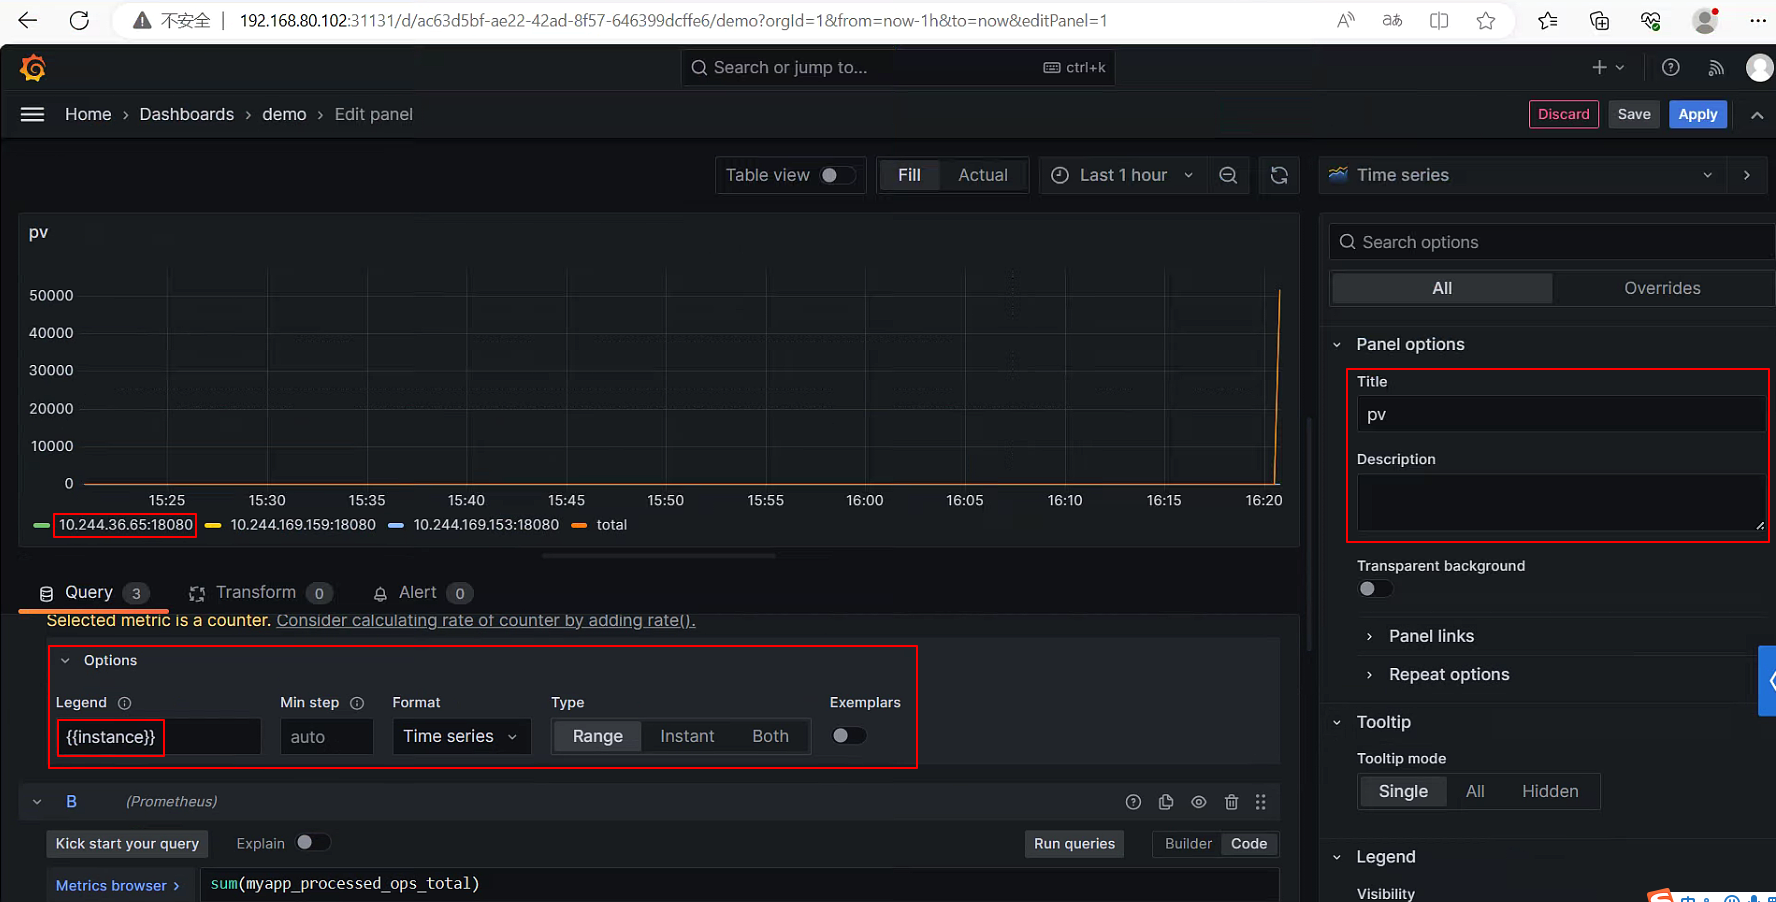 不安全 | 192.168.80.102:31131/d/ac63d5bf-ae22-42ad-8f57-646399dcffe6/demo?orgId=1&from=now-1h&to=now&editPanel=1
Search or jump to... ctrl+k
Home › Dashboards › demo › Edit panel Discard Save Apply
Table view Fill Actual Last 1 hour Time series
pv
50000
40000
30000
20000
10000
0
15:25 15:30 15:35 15:40 15:45 15:50 15:55 16:00 16:05 16:10 16:15 16:20
10.244.36.65:18080 10.244.169.159:18080 10.244.169.153:18080 total
Query 3 Transform 0 Alert 0
Selected metric is a counter. Consider calculating rate of counter by adding rate().
Options
Legend Min step Format Type Exemplars
{{instance}} auto Time series Range Instant Both
B (Prometheus)
Kick start your query Explain Run queries Builder Code
Metrics browser › sum(myapp_processed_ops_total)
Search options
All Overrides
Panel options
Title
pv
Description
Transparent background
Panel links
Repeat options
Tooltip
Tooltip mode
Single All Hidden
Legend
Visibility